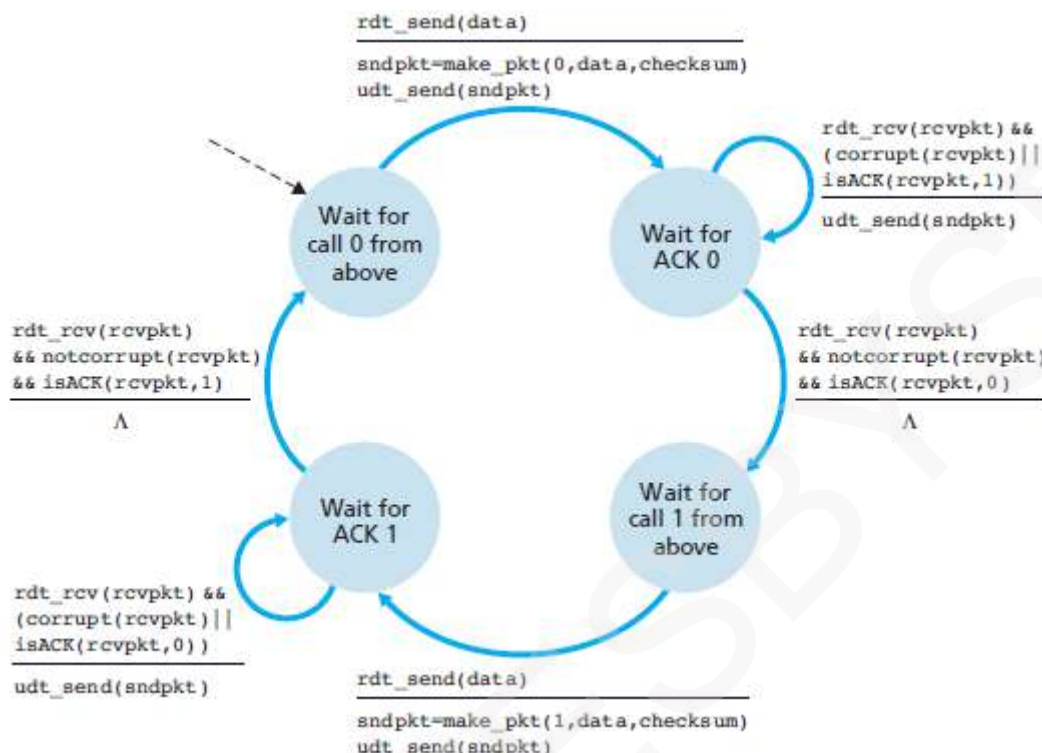 rdt_send(data)
sndpkt=make_pkt(0,data,checksum)
udt_send(sndpkt)
rdt_rcv(rcvpkt) &&
(corrupt(rcvpkt)||
isACK(rcvpkt,1))
udt_send(sndpkt)
Wait for
call 0 from
above
Wait for
ACK 0
rdt_rcv(rcvpkt)
&& notcorrupt(rcvpkt)
&& isACK(rcvpkt,1)
Λ
rdt_rcv(rcvpkt)
&& notcorrupt(rcvpkt)
&& isACK(rcvpkt,0)
Λ
Wait for
ACK 1
Wait for
call 1 from
above
rdt_rcv(rcvpkt) &&
(corrupt(rcvpkt)||
isACK(rcvpkt,0))
udt_send(sndpkt)
rdt_send(data)
sndpkt=make_pkt(1,data,checksum)
udt_send(sndpkt)